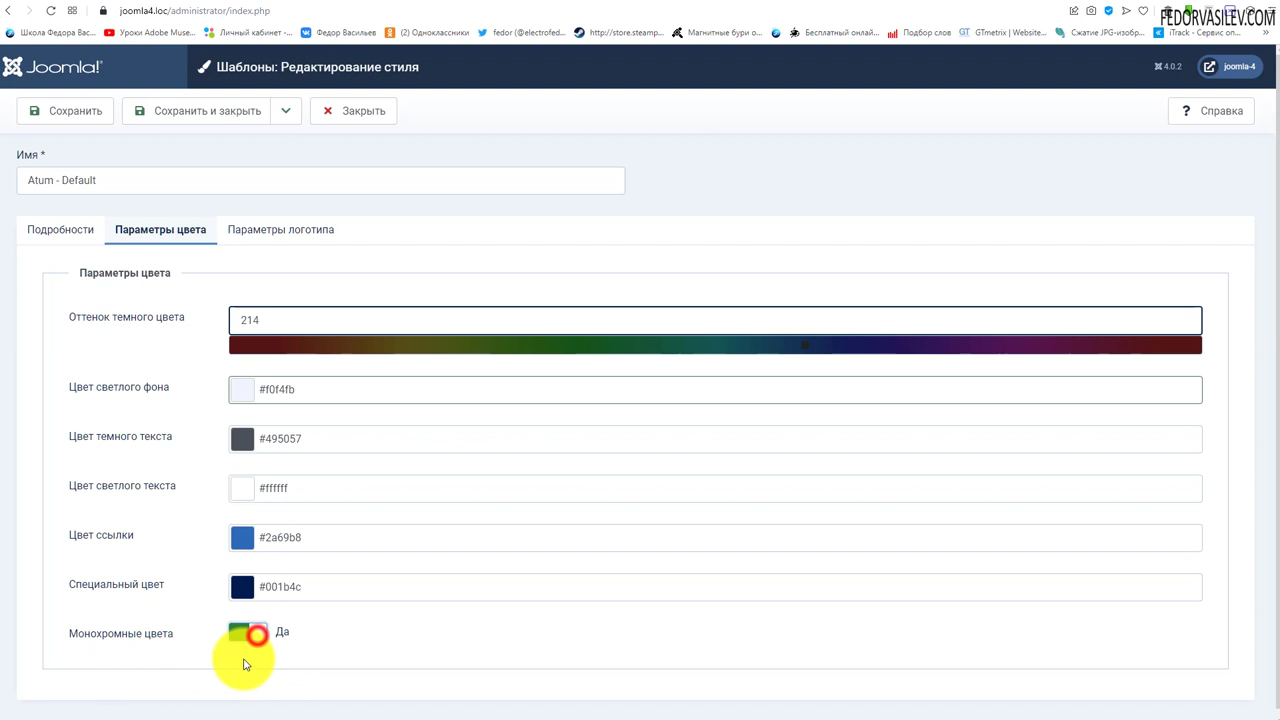 joomla4.loc/administrator/index.php
FEDORVASILEV.COM
Школа Федора Вас... Уроки Adobe Muse... Личный кабинет -... Федор Васильев (2) Одноклассники fedor (@electrofed... http://store.steamp... Магнитные бури о... Бесплатный онлай... Подбор слов GTmetrix | Website... Сжатие JPG-изобр... iTrack - Сервис оп... »
Joomla! Шаблоны: Редактирование стиля 4.0.2 joomla-4
Сохранить Сохранить и закрыть Закрыть ? Справка
Имя *
Atum - Default
Подробности Параметры цвета Параметры логотипа
Параметры цвета
Оттенок темного цвета 214
Цвет светлого фона #f0f4fb
Цвет темного текста #495057
Цвет светлого текста #ffffff
Цвет ссылки #2a69b8
Специальный цвет #001b4c
Монохромные цвета Да